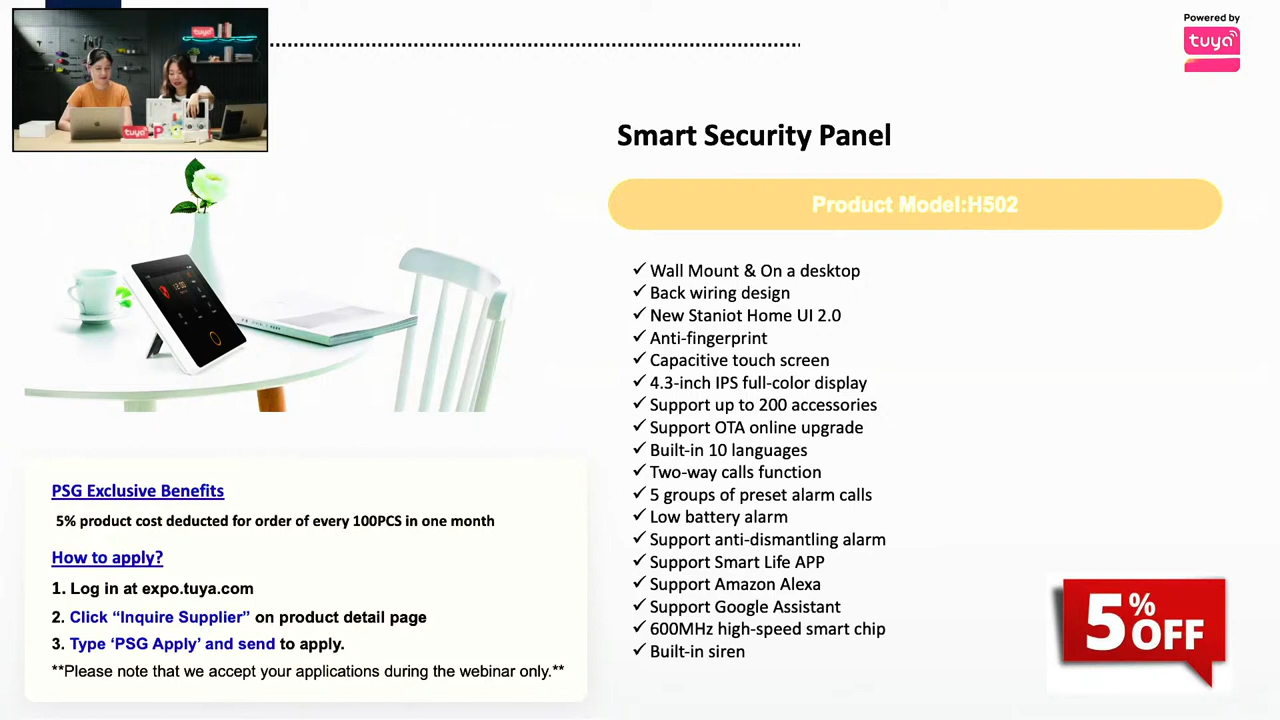 tuya
tuya P
Powered by
tuya
Smart Security Panel
Product Model:H502
✓ Wall Mount & On a desktop
✓ Back wiring design
✓ New Staniot Home UI 2.0
✓ Anti-fingerprint
✓ Capacitive touch screen
✓ 4.3-inch IPS full-color display
✓ Support up to 200 accessories
✓ Support OTA online upgrade
✓ Built-in 10 languages
✓ Two-way calls function
✓ 5 groups of preset alarm calls
✓ Low battery alarm
✓ Support anti-dismantling alarm
✓ Support Smart Life APP
✓ Support Amazon Alexa
✓ Support Google Assistant
✓ 600MHz high-speed smart chip
✓ Built-in siren
PSG Exclusive Benefits
5% product cost deducted for order of every 100PCS in one month
How to apply?
1. Log in at expo.tuya.com
2. Click “Inquire Supplier” on product detail page
3. Type ‘PSG Apply’ and send to apply.
**Please note that we accept your applications during the webinar only.**
5% OFF